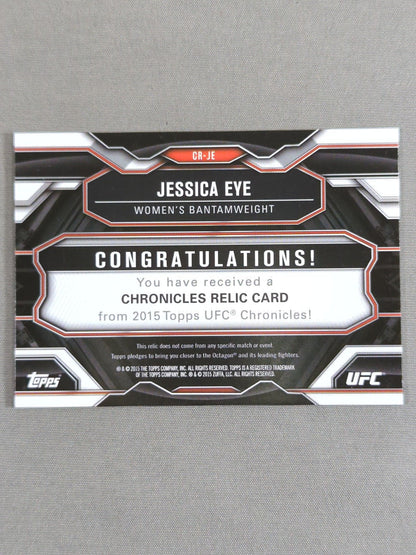 CR-JE
JESSICA EYE
WOMEN'S BANTAMWEIGHT
CONGRATULATIONS!
You have received a
CHRONICLES RELIC CARD
from 2015 Topps UFC® Chronicles!
This relic does not come from any specific match or event.
Topps pledges to bring you closer to the Octagon® and its leading fighters.
® & © 2015 THE TOPPS COMPANY, INC. ALL RIGHTS RESERVED. TOPPS IS A REGISTERED TRADEMARK
OF THE TOPPS COMPANY, INC. ® & © 2015 ZUFFA, LLC. ALL RIGHTS RESERVED.
topps
UFC